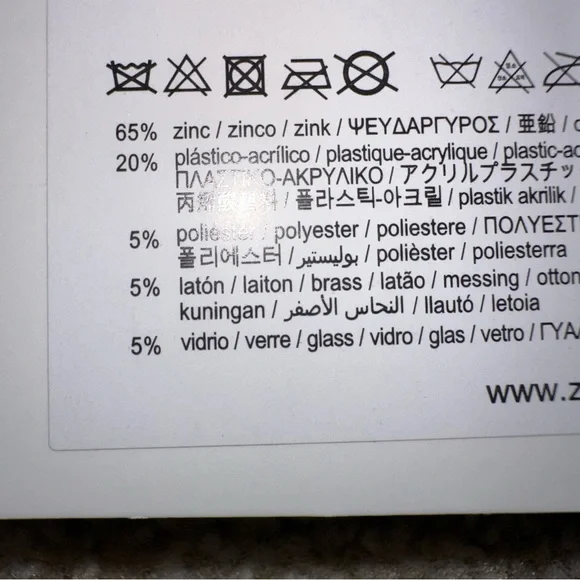 65% zinc / zinco / zink / ΨΕΥΔΑΡΓΥΡΟΣ / 亜鉛 /
20% plástico-acrílico / plastique-acrylique / plastic-ac
ΠΛΑΣΤΙΚΟ-ΑΚΡΥΛΙΚΟ / アクリルプラスチッ
/ 플라스틱-아크릴 / plastik akrilik /
5% poliéster / polyester / poliestere / ΠΟΛΥΕΣΤ
폴리에스터 / بوليستير / polièster / poliesterra
5% latón / laiton / brass / latão / messing / otton
kuningan / النحاس الأصفر / llautó / letoia
5% vidrio / verre / glass / vidro / glas / vetro / ΓΥΑ
www.z